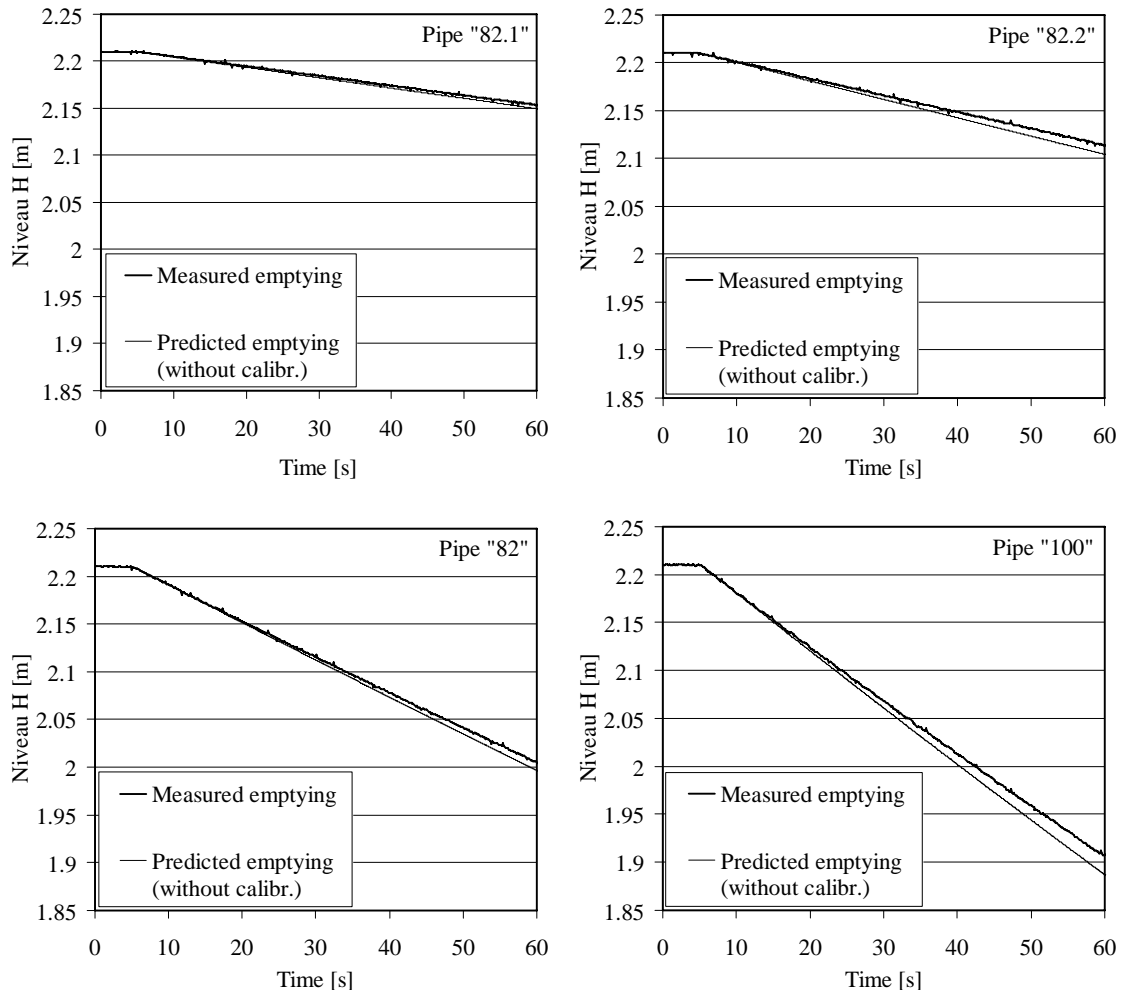 Pipe "82.1"
Niveau H [m]
2.25
2.2
2.15
2.1
2.05
2
1.95
1.9
1.85
Measured emptying
Predicted emptying
(without calibr.)
0 10 20 30 40 50 60
Time [s]
Pipe "82.2"
Niveau H [m]
2.25
2.2
2.15
2.1
2.05
2
1.95
1.9
1.85
Measured emptying
Predicted emptying
(without calibr.)
0 10 20 30 40 50 60
Time [s]
Pipe "82"
Niveau H [m]
2.25
2.2
2.15
2.1
2.05
2
1.95
1.9
1.85
Measured emptying
Predicted emptying
(without calibr.)
0 10 20 30 40 50 60
Time [s]
Pipe "100"
Niveau H [m]
2.25
2.2
2.15
2.1
2.05
2
1.95
1.9
1.85
Measured emptying
Predicted emptying
(without calibr.)
0 10 20 30 40 50 60
Time [s]